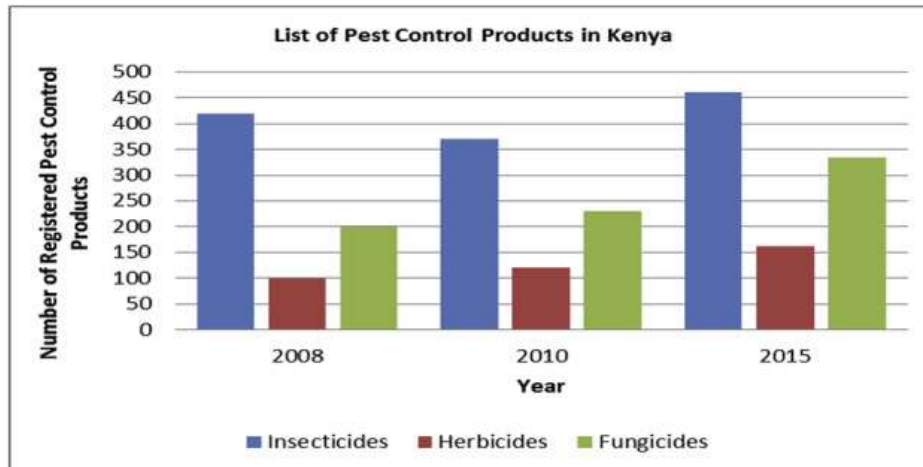 List of Pest Control Products in Kenya
Number of Registered Pest Control
Products
500
450
400
350
300
250
200
150
100
50
0
2008 2010 2015
Year
Insecticides Herbicides Fungicides